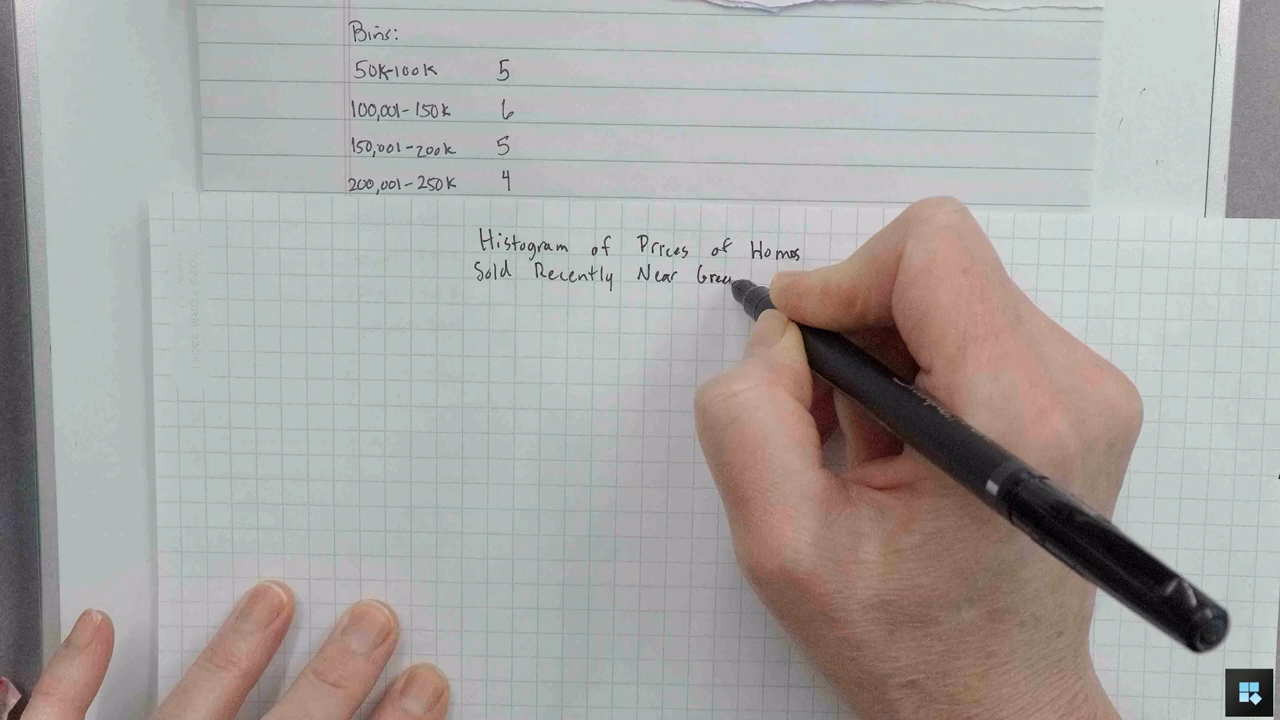 Bins:
50K-100K 5
100,001-150K 6
150,001-200K 5
200,001-250K 4
Histogram of Prices of Homes
Sold Recently Near Gree